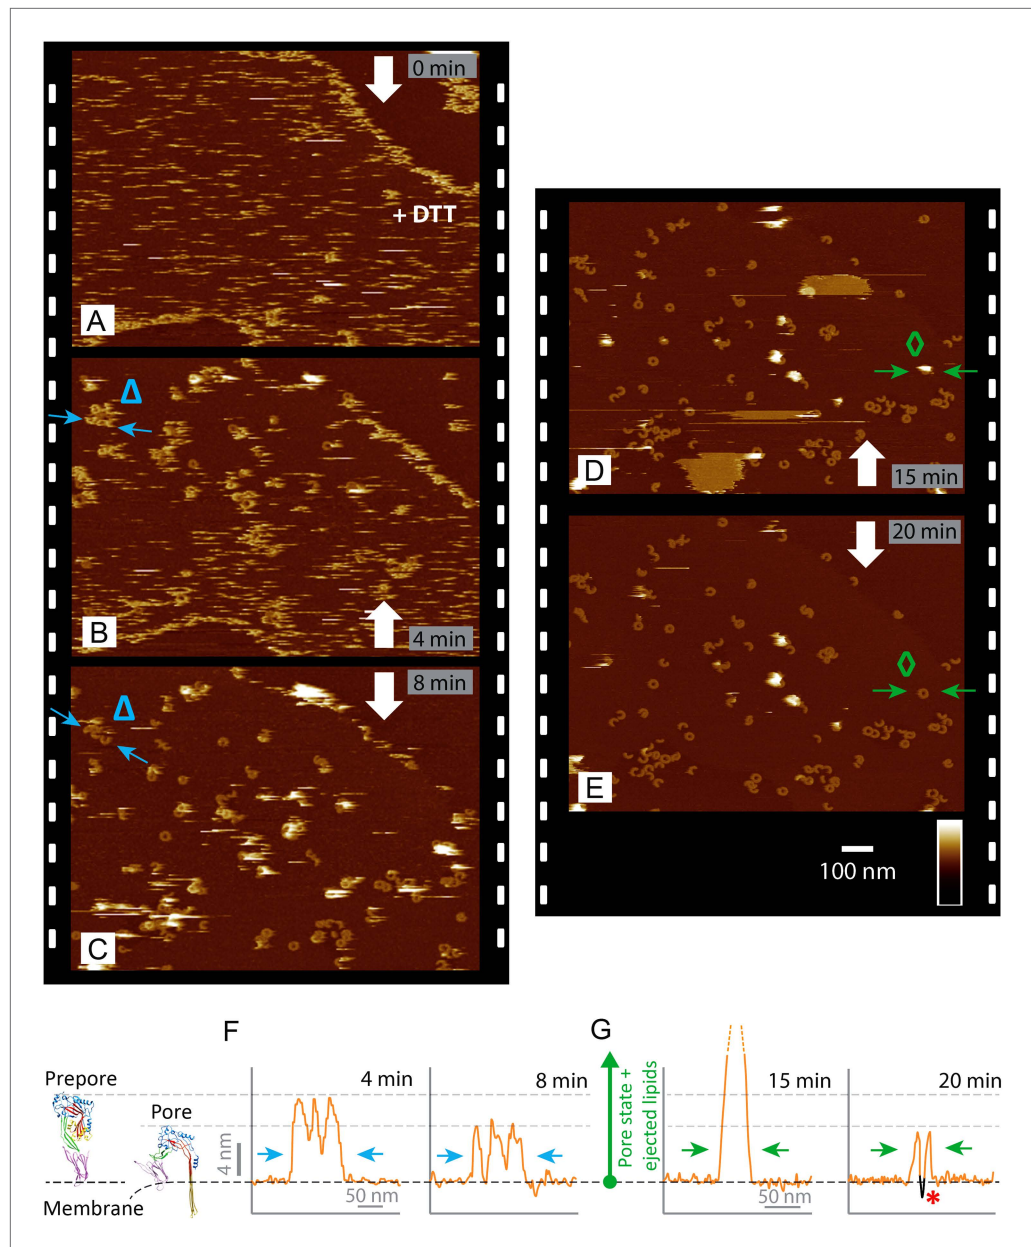 0 min
+ DTT
A
Δ
B
4 min
8 min
Δ
C
◊
D
15 min
20 min
◊
E
100 nm
F
G
Prepore
Pore
4 nm
Membrane
4 min
50 nm
8 min
Pore state +
ejected lipids
15 min
50 nm
20 min
*